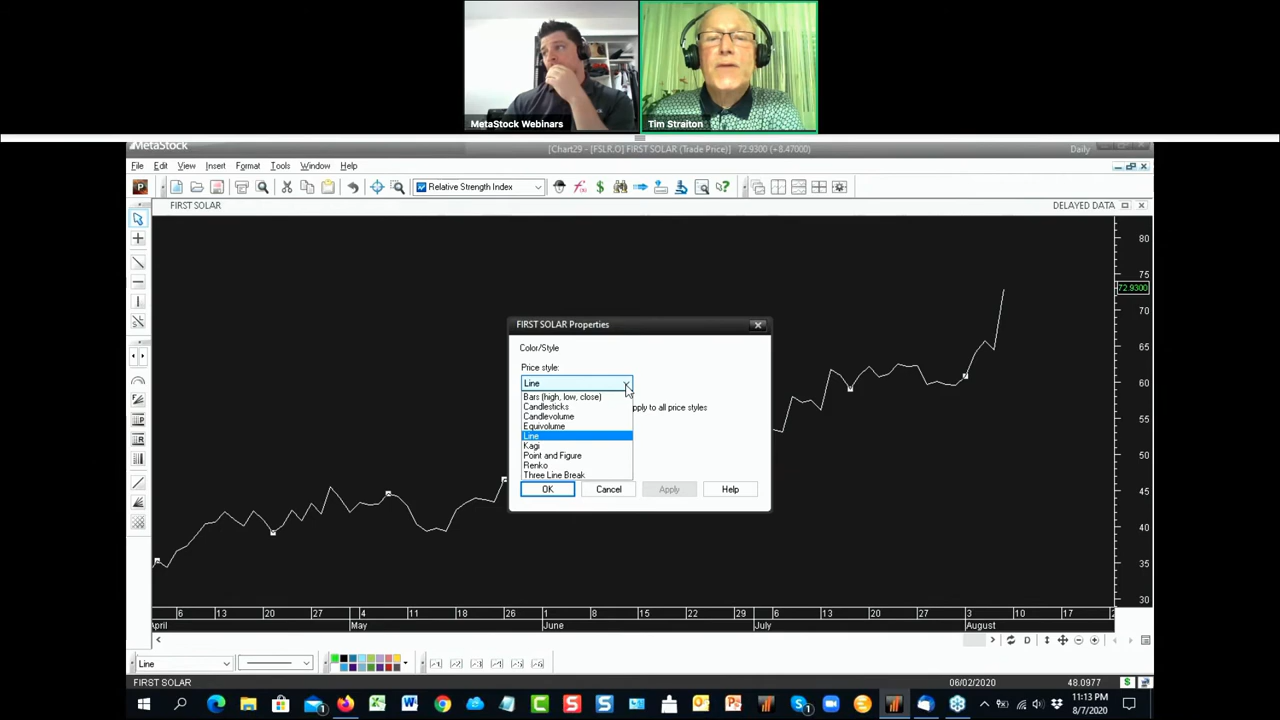 MetaStock Webinars
Tim Straiton
MetaStock
[Chart29 - [FSLR.O] FIRST SOLAR (Trade Price) 72.9300 (+8.47000)
Daily
File Edit View Insert Format Tools Window Help
Relative Strength Index
FIRST SOLAR
DELAYED DATA
80
75
72.9300
70
65
60
55
50
45
40
35
30
FIRST SOLAR Properties
Color/Style
Price style:
Line
Bars (high, low, close)
Candlesticks
Candlevolume
Equivolume
Line
Kagi
Point and Figure
Renko
Three Line Break
pply to all price styles
OK Cancel Apply Help
6 13 20 27 4 11 18 26 1 8 15 22 29 6 13 20 27 3 10 17
April May June July August
D
Line
FIRST SOLAR
06/02/2020
48.0977
11:13 PM
8/7/2020